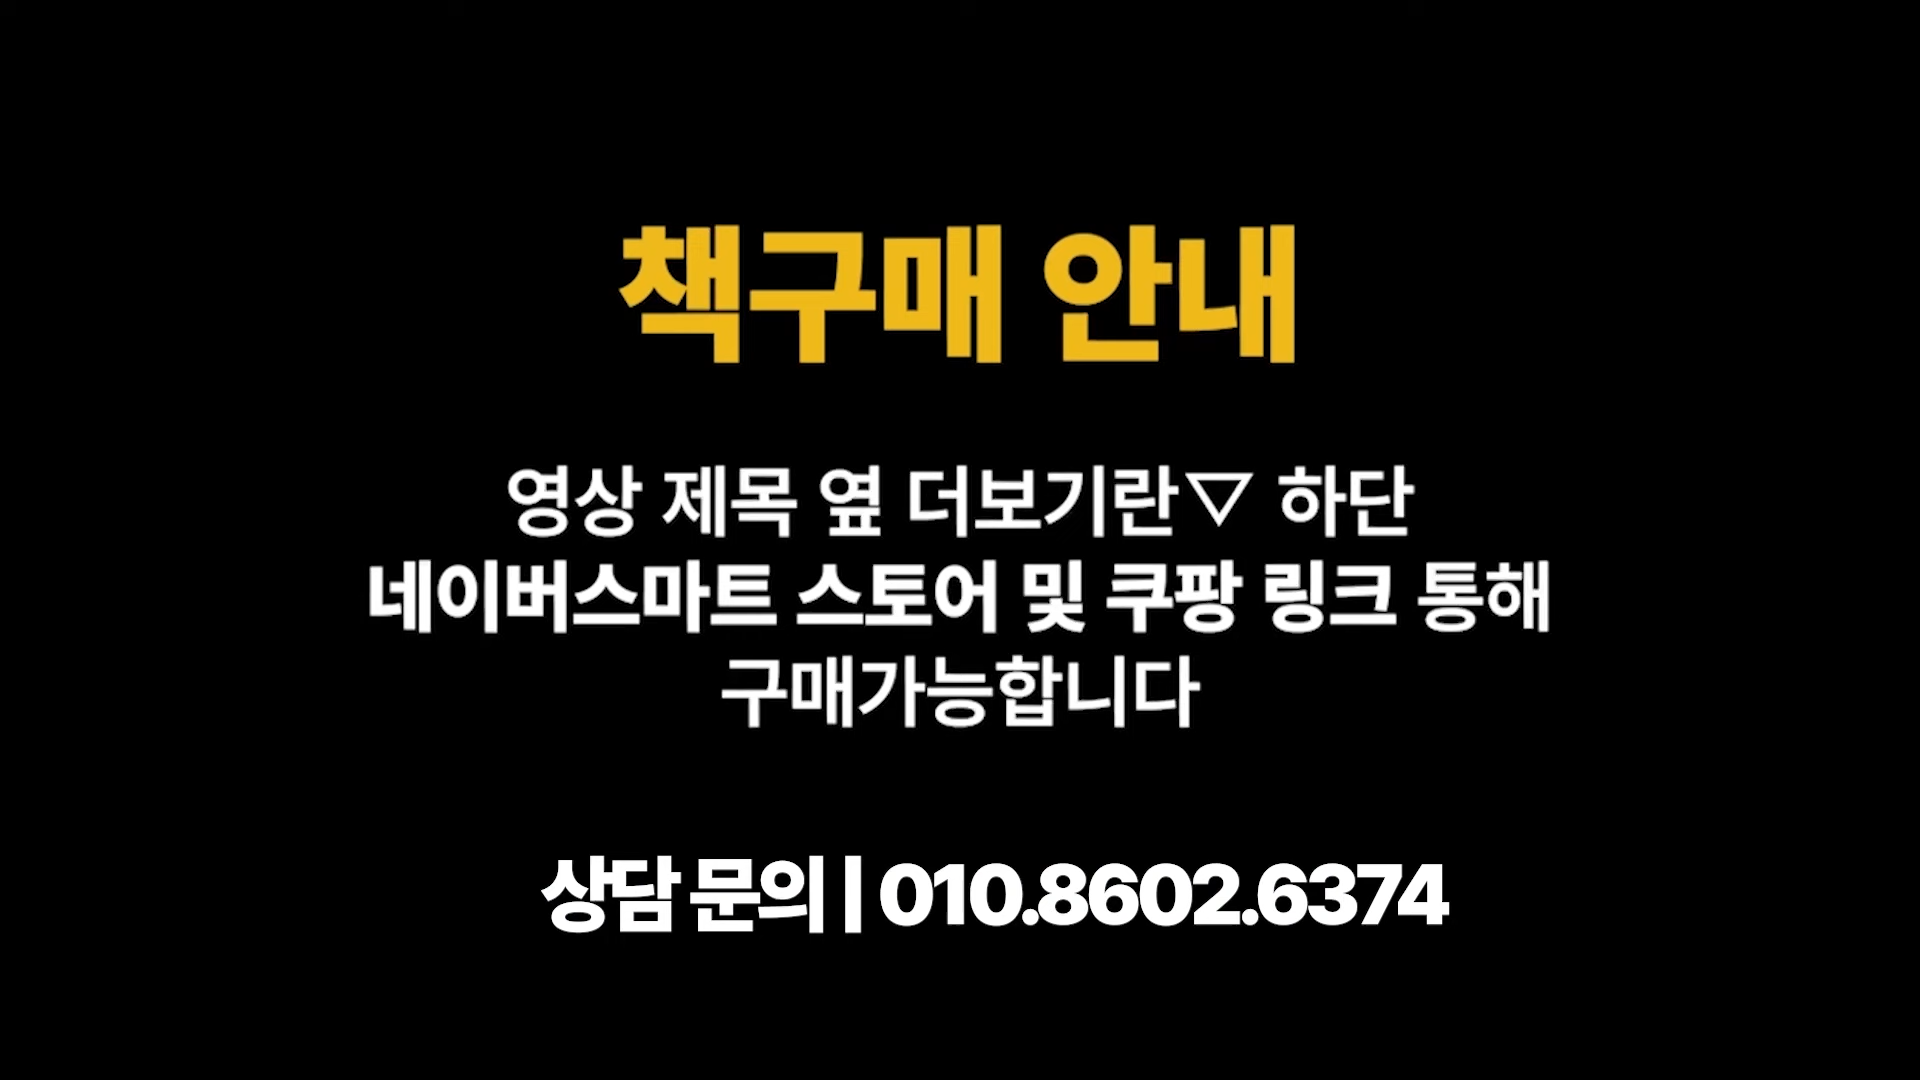 책구매 안내
영상 제목 옆 더보기란▽ 하단
네이버스마트 스토어 및 쿠팡 링크 통해
구매가능합니다
상담 문의 | 010.8602.6374